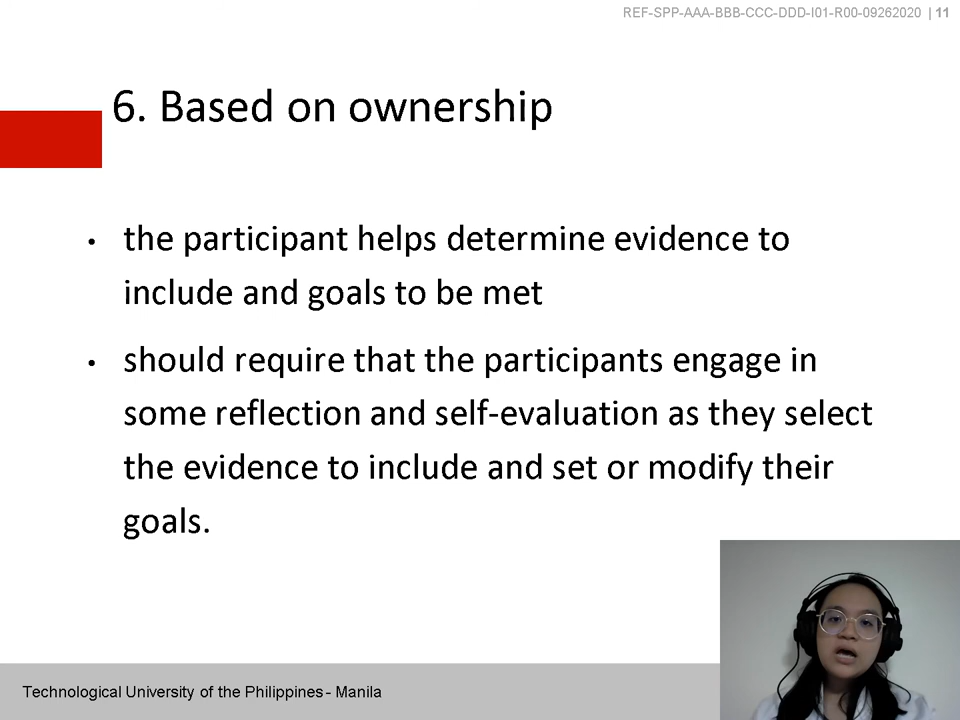 REF-SPP-AAA-BBB-CCC-DDD-I01-R00-09262020 | 11
6. Based on ownership
• the participant helps determine evidence to
include and goals to be met
• should require that the participants engage in
some reflection and self-evaluation as they select
the evidence to include and set or modify their
goals.
Technological University of the Philippines - Manila